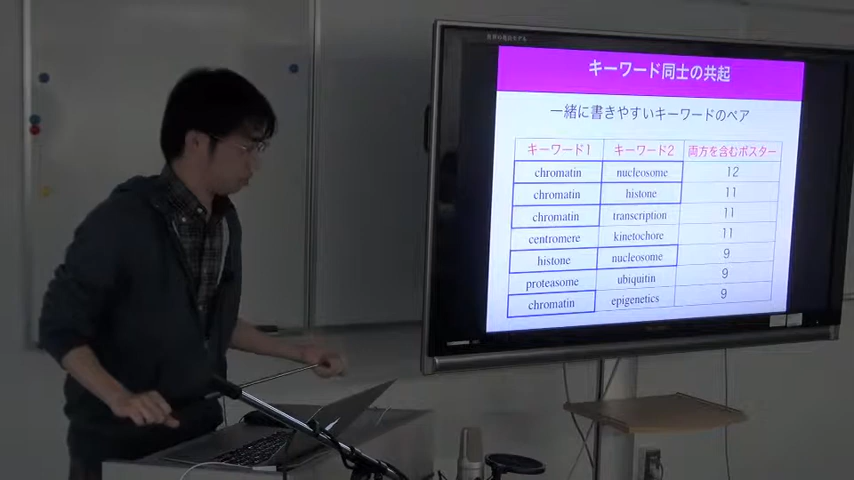 キーワード同士の共起
一緒に書きやすいキーワードのペア
キーワード1 キーワード2 両方を含むポスター
chromatin nucleosome 12
chromatin histone 11
chromatin transcription 11
centromere kinetochore 11
histone nucleosome 9
proteasome ubiquitin 9
chromatin epigenetics 9